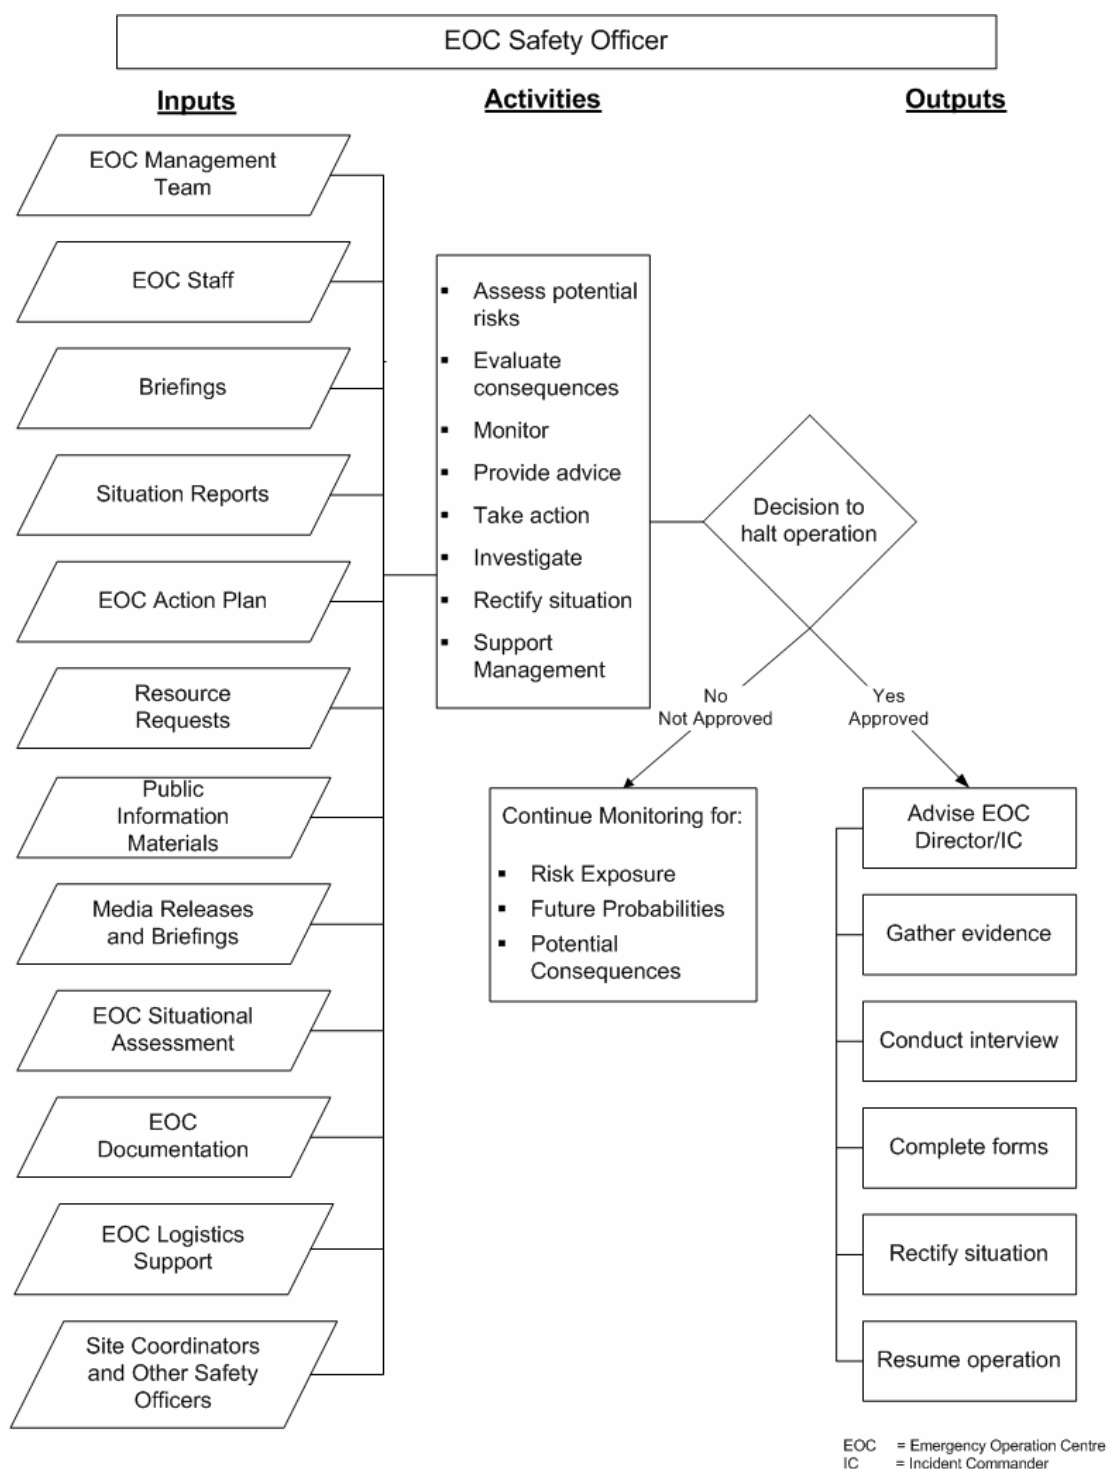 EOC Safety Officer
Inputs
Activities
Outputs
EOC Management
Team
EOC Staff
Briefings
Situation Reports
EOC Action Plan
Resource
Requests
Public
Information
Materials
Media Releases
and Briefings
EOC Situational
Assessment
EOC
Documentation
EOC Logistics
Support
Site Coordinators
and Other Safety
Officers
▪ Assess potential
risks
▪ Evaluate
consequences
▪ Monitor
▪ Provide advice
▪ Take action
▪ Investigate
▪ Rectify situation
▪ Support
Management
Decision to
halt operation
No
Not Approved
Yes
Approved
Continue Monitoring for:
▪ Risk Exposure
▪ Future Probabilities
▪ Potential
Consequences
Advise EOC
Director/IC
Gather evidence
Conduct interview
Complete forms
Rectify situation
Resume operation
EOC = Emergency Operation Centre
IC = Incident Commander